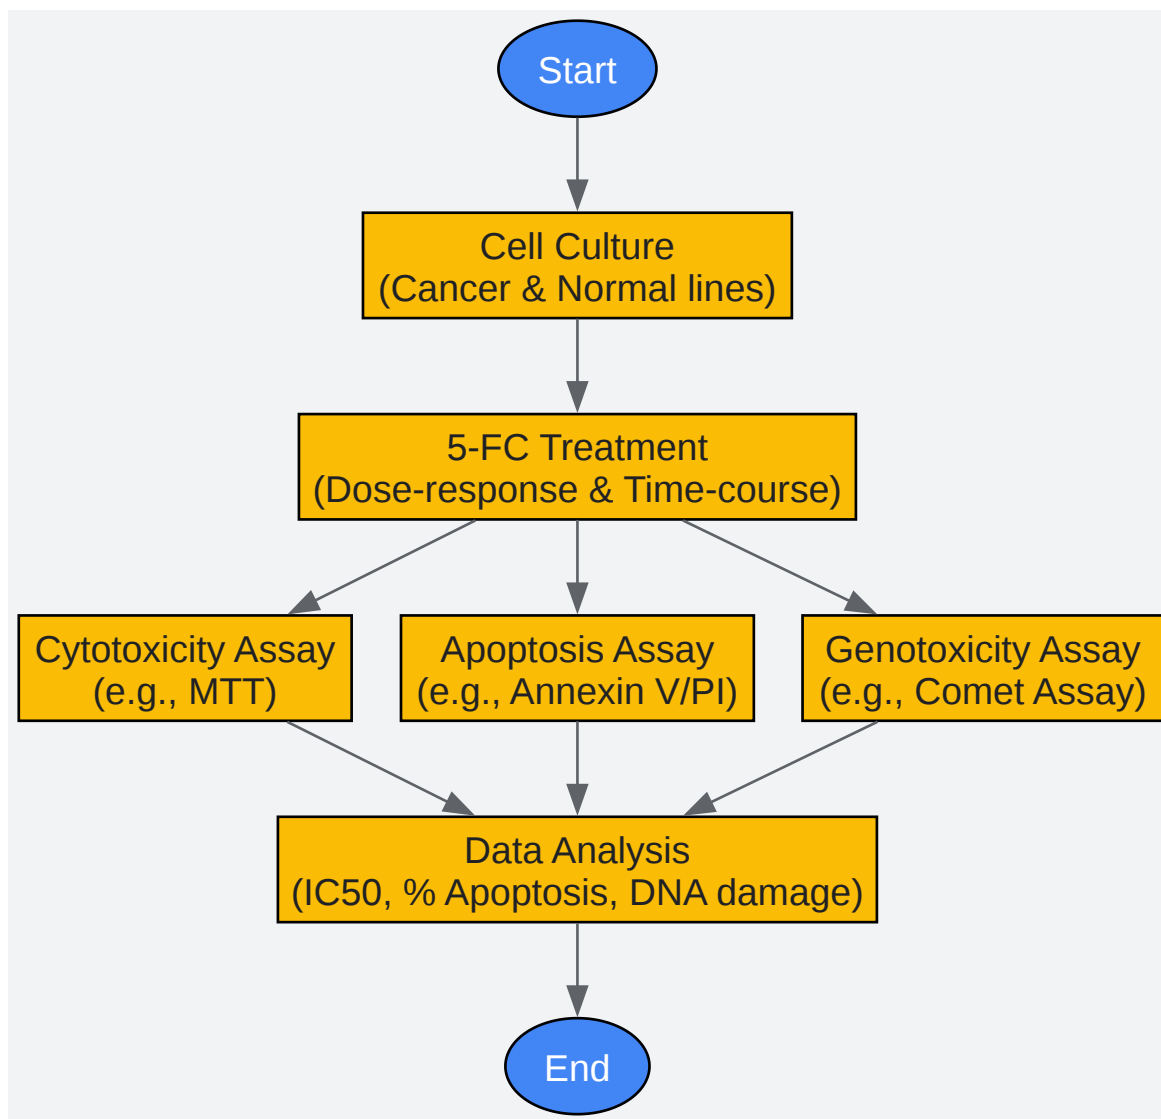 Start
Cell Culture
(Cancer & Normal lines)
5-FC Treatment
(Dose-response & Time-course)
Cytotoxicity Assay
(e.g., MTT)
Apoptosis Assay
(e.g., Annexin V/PI)
Genotoxicity Assay
(e.g., Comet Assay)
Data Analysis
(IC50, % Apoptosis, DNA damage)
End